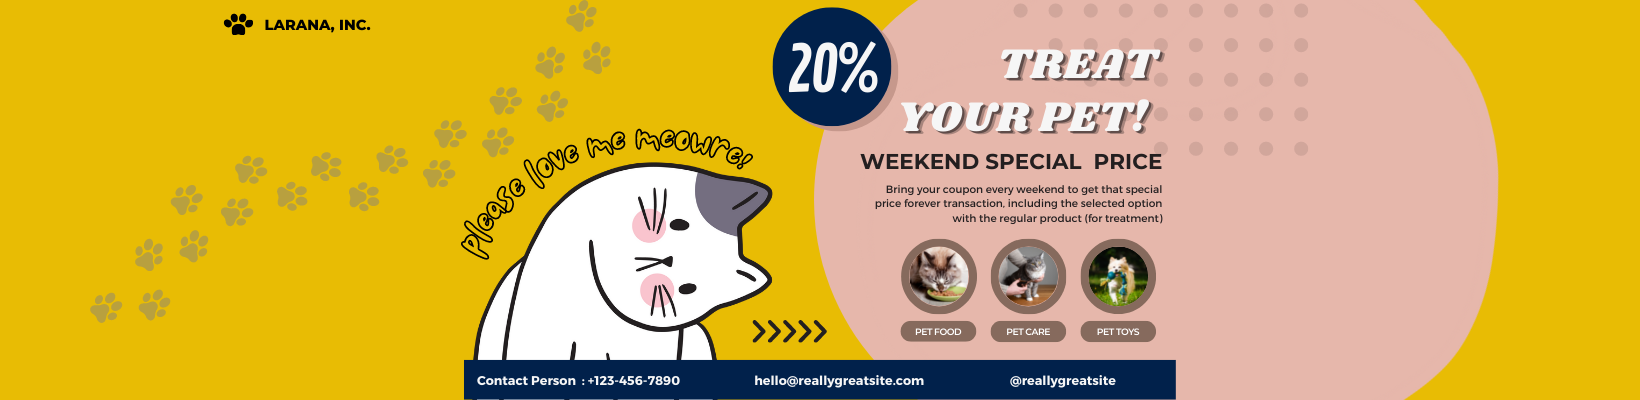 LARANA, INC.
please love me meowre!
20%
TREAT
YOUR PET!
WEEKEND SPECIAL PRICE
Bring your coupon every weekend to get that special
price forever transaction, including the selected option
with the regular product (for treatment)
PET FOOD
PET CARE
PET TOYS
Contact Person : +123-456-7890
hello@reallygreatsite.com
@reallygreatsite